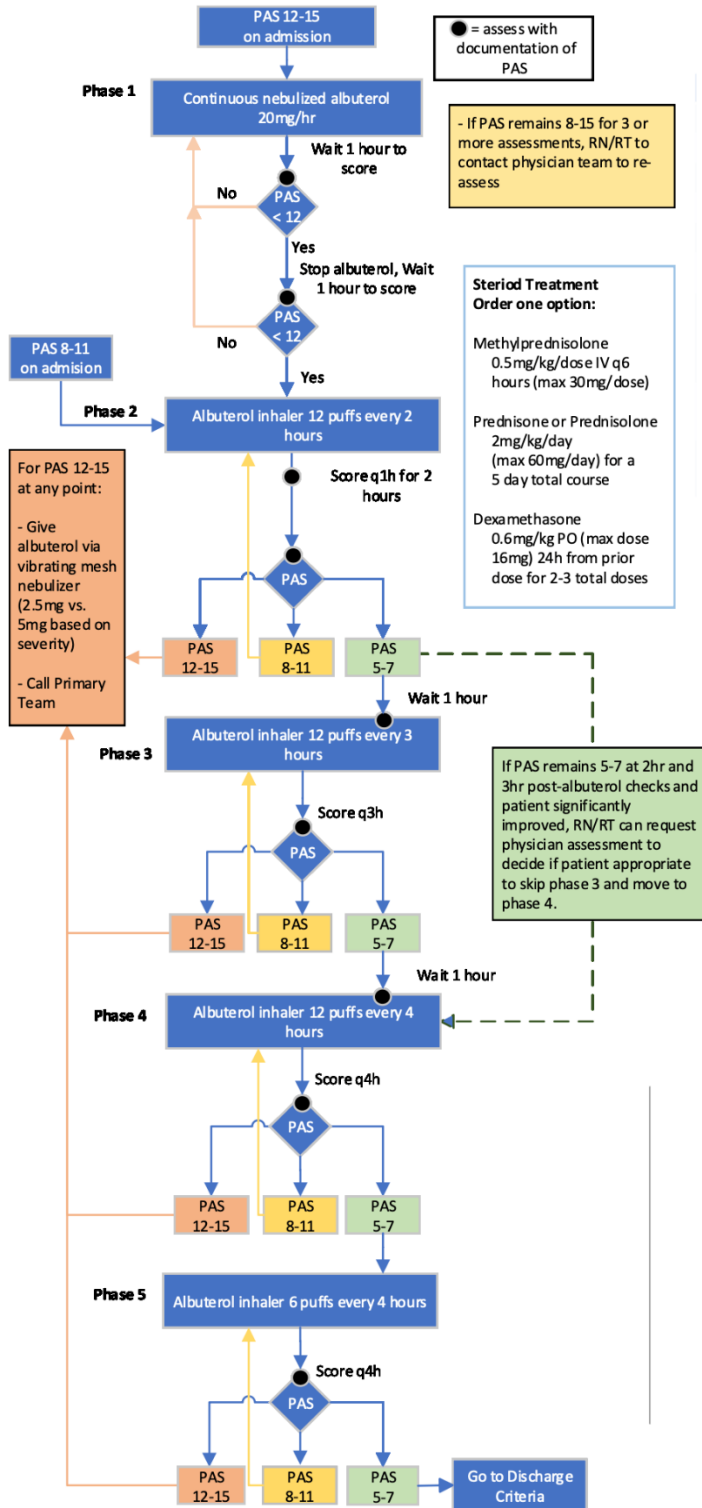 PAS 12-15
on admission
= assess with
documentation of
PAS
Phase 1
Continuous nebulized albuterol
20mg/hr
- If PAS remains 8-15 for 3 or
more assessments, RN/RT to
contact physician team to re-
assess
Wait 1 hour to
score
No
PAS
< 12
Yes
Stop albuterol, Wait
1 hour to score
PAS
< 12
No
Yes
Steriod Treatment
Order one option:
Methylprednisolone
0.5mg/kg/dose IV q6
hours (max 30mg/dose)
Prednisone or Prednisolone
2mg/kg/day
(max 60mg/day) for a
5 day total course
Dexamethasone
0.6mg/kg PO (max dose
16mg) 24h from prior
dose for 2-3 total doses
PAS 8-11
on admision
Phase 2
Albuterol inhaler 12 puffs every 2
hours
For PAS 12-15
at any point:
- Give
albuterol via
vibrating mesh
nebulizer
(2.5mg vs.
5mg based on
severity)
- Call Primary
Team
Score q1h for 2
hours
PAS
PAS
12-15
PAS
8-11
PAS
5-7
Wait 1 hour
Phase 3
Albuterol inhaler 12 puffs every 3
hours
If PAS remains 5-7 at 2hr and
3hr post-albuterol checks and
patient significantly
improved, RN/RT can request
physician assessment to
decide if patient appropriate
to skip phase 3 and move to
phase 4.
Score q3h
PAS
PAS
12-15
PAS
8-11
PAS
5-7
Wait 1 hour
Phase 4
Albuterol inhaler 12 puffs every 4
hours
Score q4h
PAS
PAS
12-15
PAS
8-11
PAS
5-7
Phase 5
Albuterol inhaler 6 puffs every 4 hours
Score q4h
PAS
PAS
12-15
PAS
8-11
PAS
5-7
Go to Discharge
Criteria